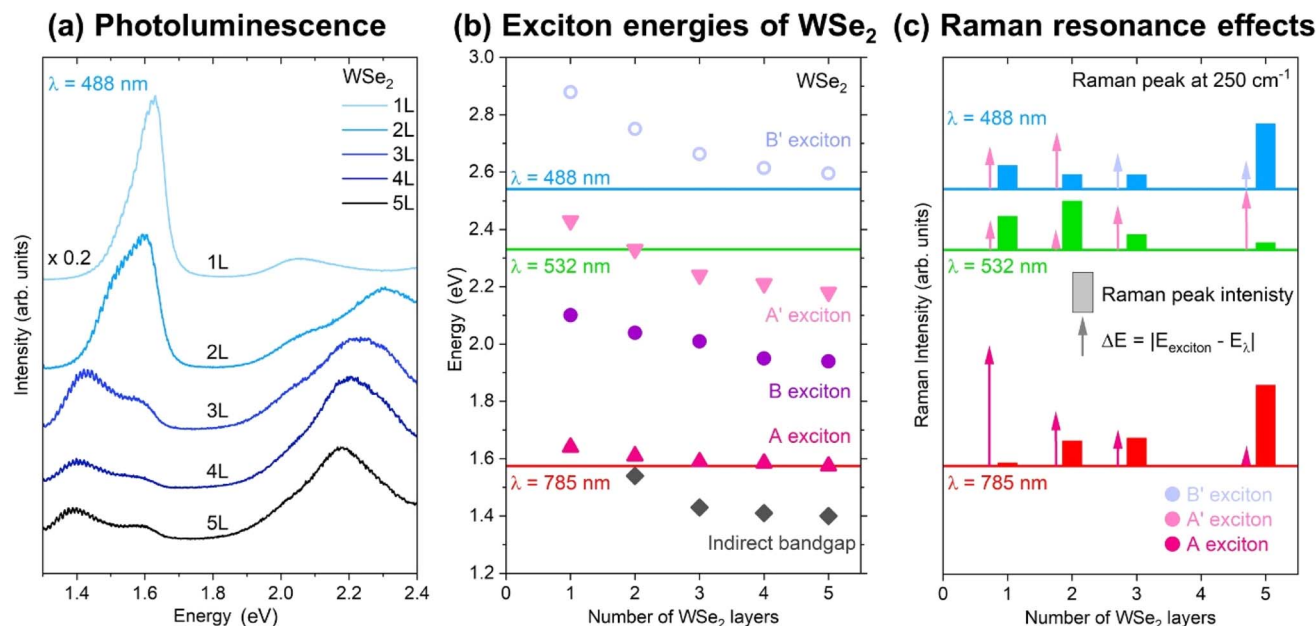 (a) Photoluminescence
λ = 488 nm
WSe₂
1L
2L
3L
4L
5L
x 0.2
1L
2L
3L
4L
5L
Intensity (arb. units)
1.4 1.6 1.8 2.0 2.2 2.4
Energy (eV)
(b) Exciton energies of WSe₂
3.0
2.8
2.6
2.4
2.2
2.0
1.8
1.6
1.4
1.2
Energy (eV)
WSe₂
B' exciton
488 nm
λ = 532 nm
A' exciton
B exciton
A exciton
λ = 785 nm
Indirect bandgap
0 1 2 3 4 5
Number of WSe₂ layers
(c) Raman resonance effects
Raman peak at 250 cm⁻¹
λ = 488 nm
λ = 532 nm
Raman peak intenisty
ΔE = |E exciton - E λ|
λ = 785 nm
B' exciton
A' exciton
A exciton
Raman Intensity (arb. units)
0 1 2 3 4 5
Number of WSe₂ layers